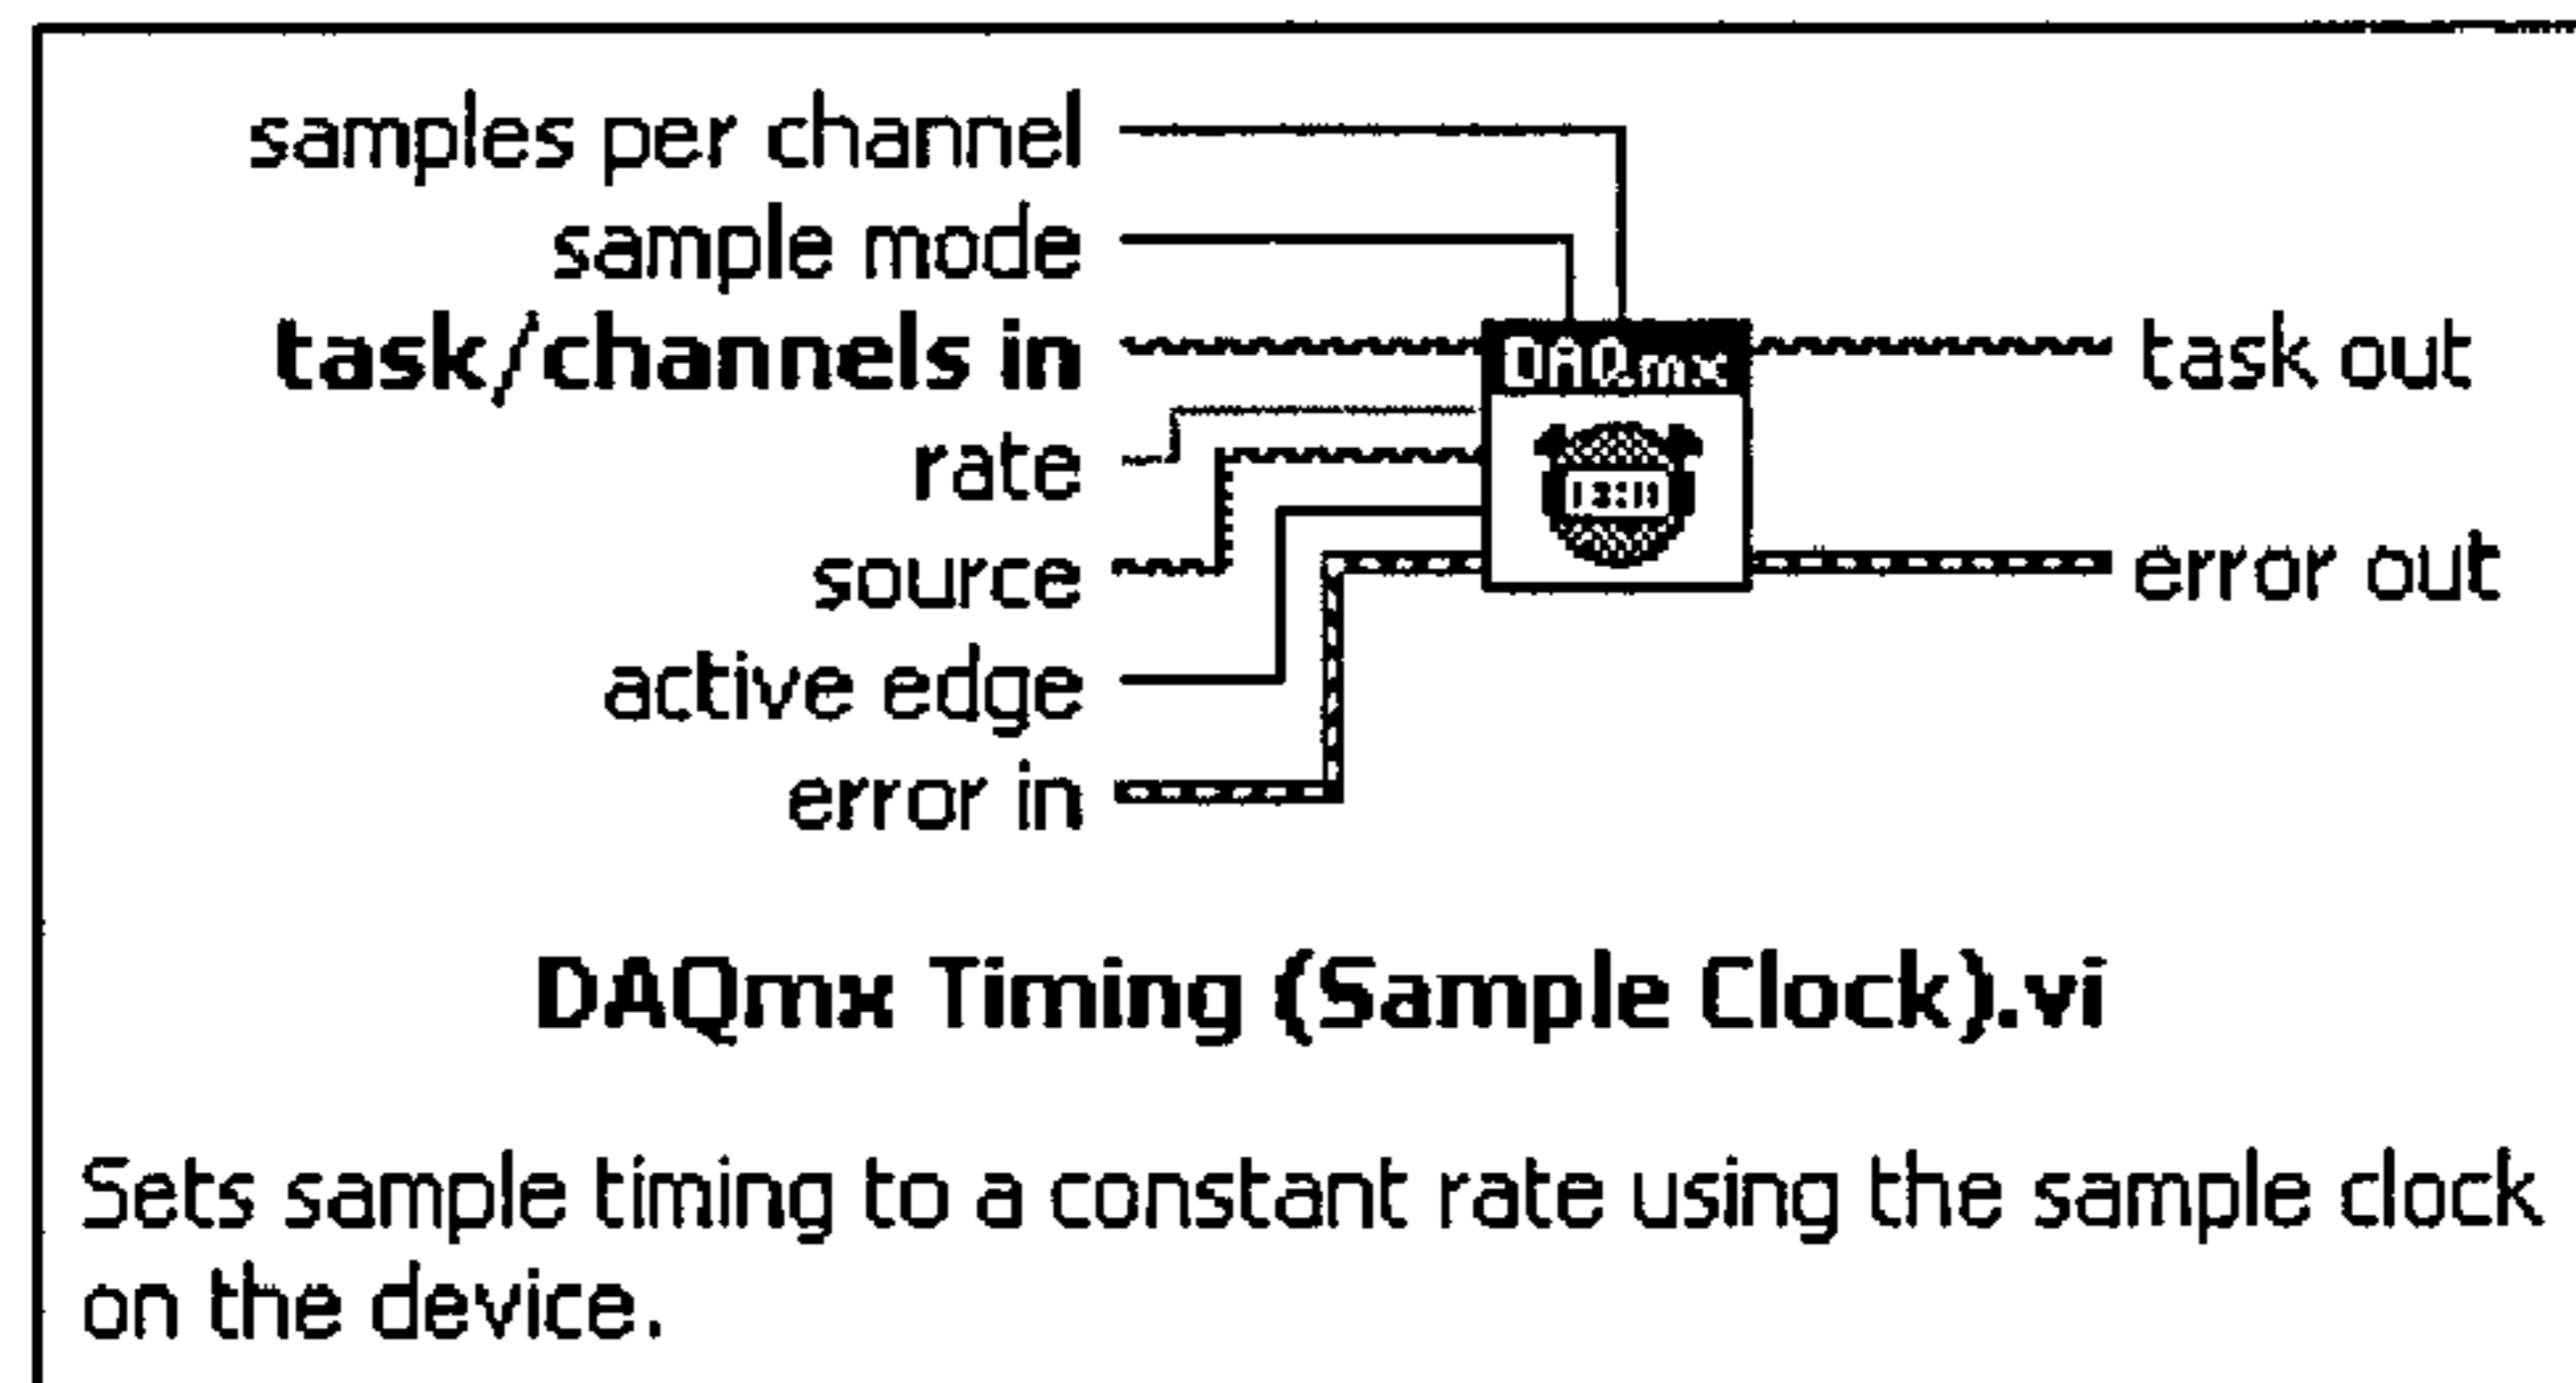 samples per channel
sample mode
task/channels in
rate
source
active edge
error in
DAQmx
task out
error out
DAQmx Timing (Sample Clock).vi
Sets sample timing to a constant rate using the sample clock
on the device.